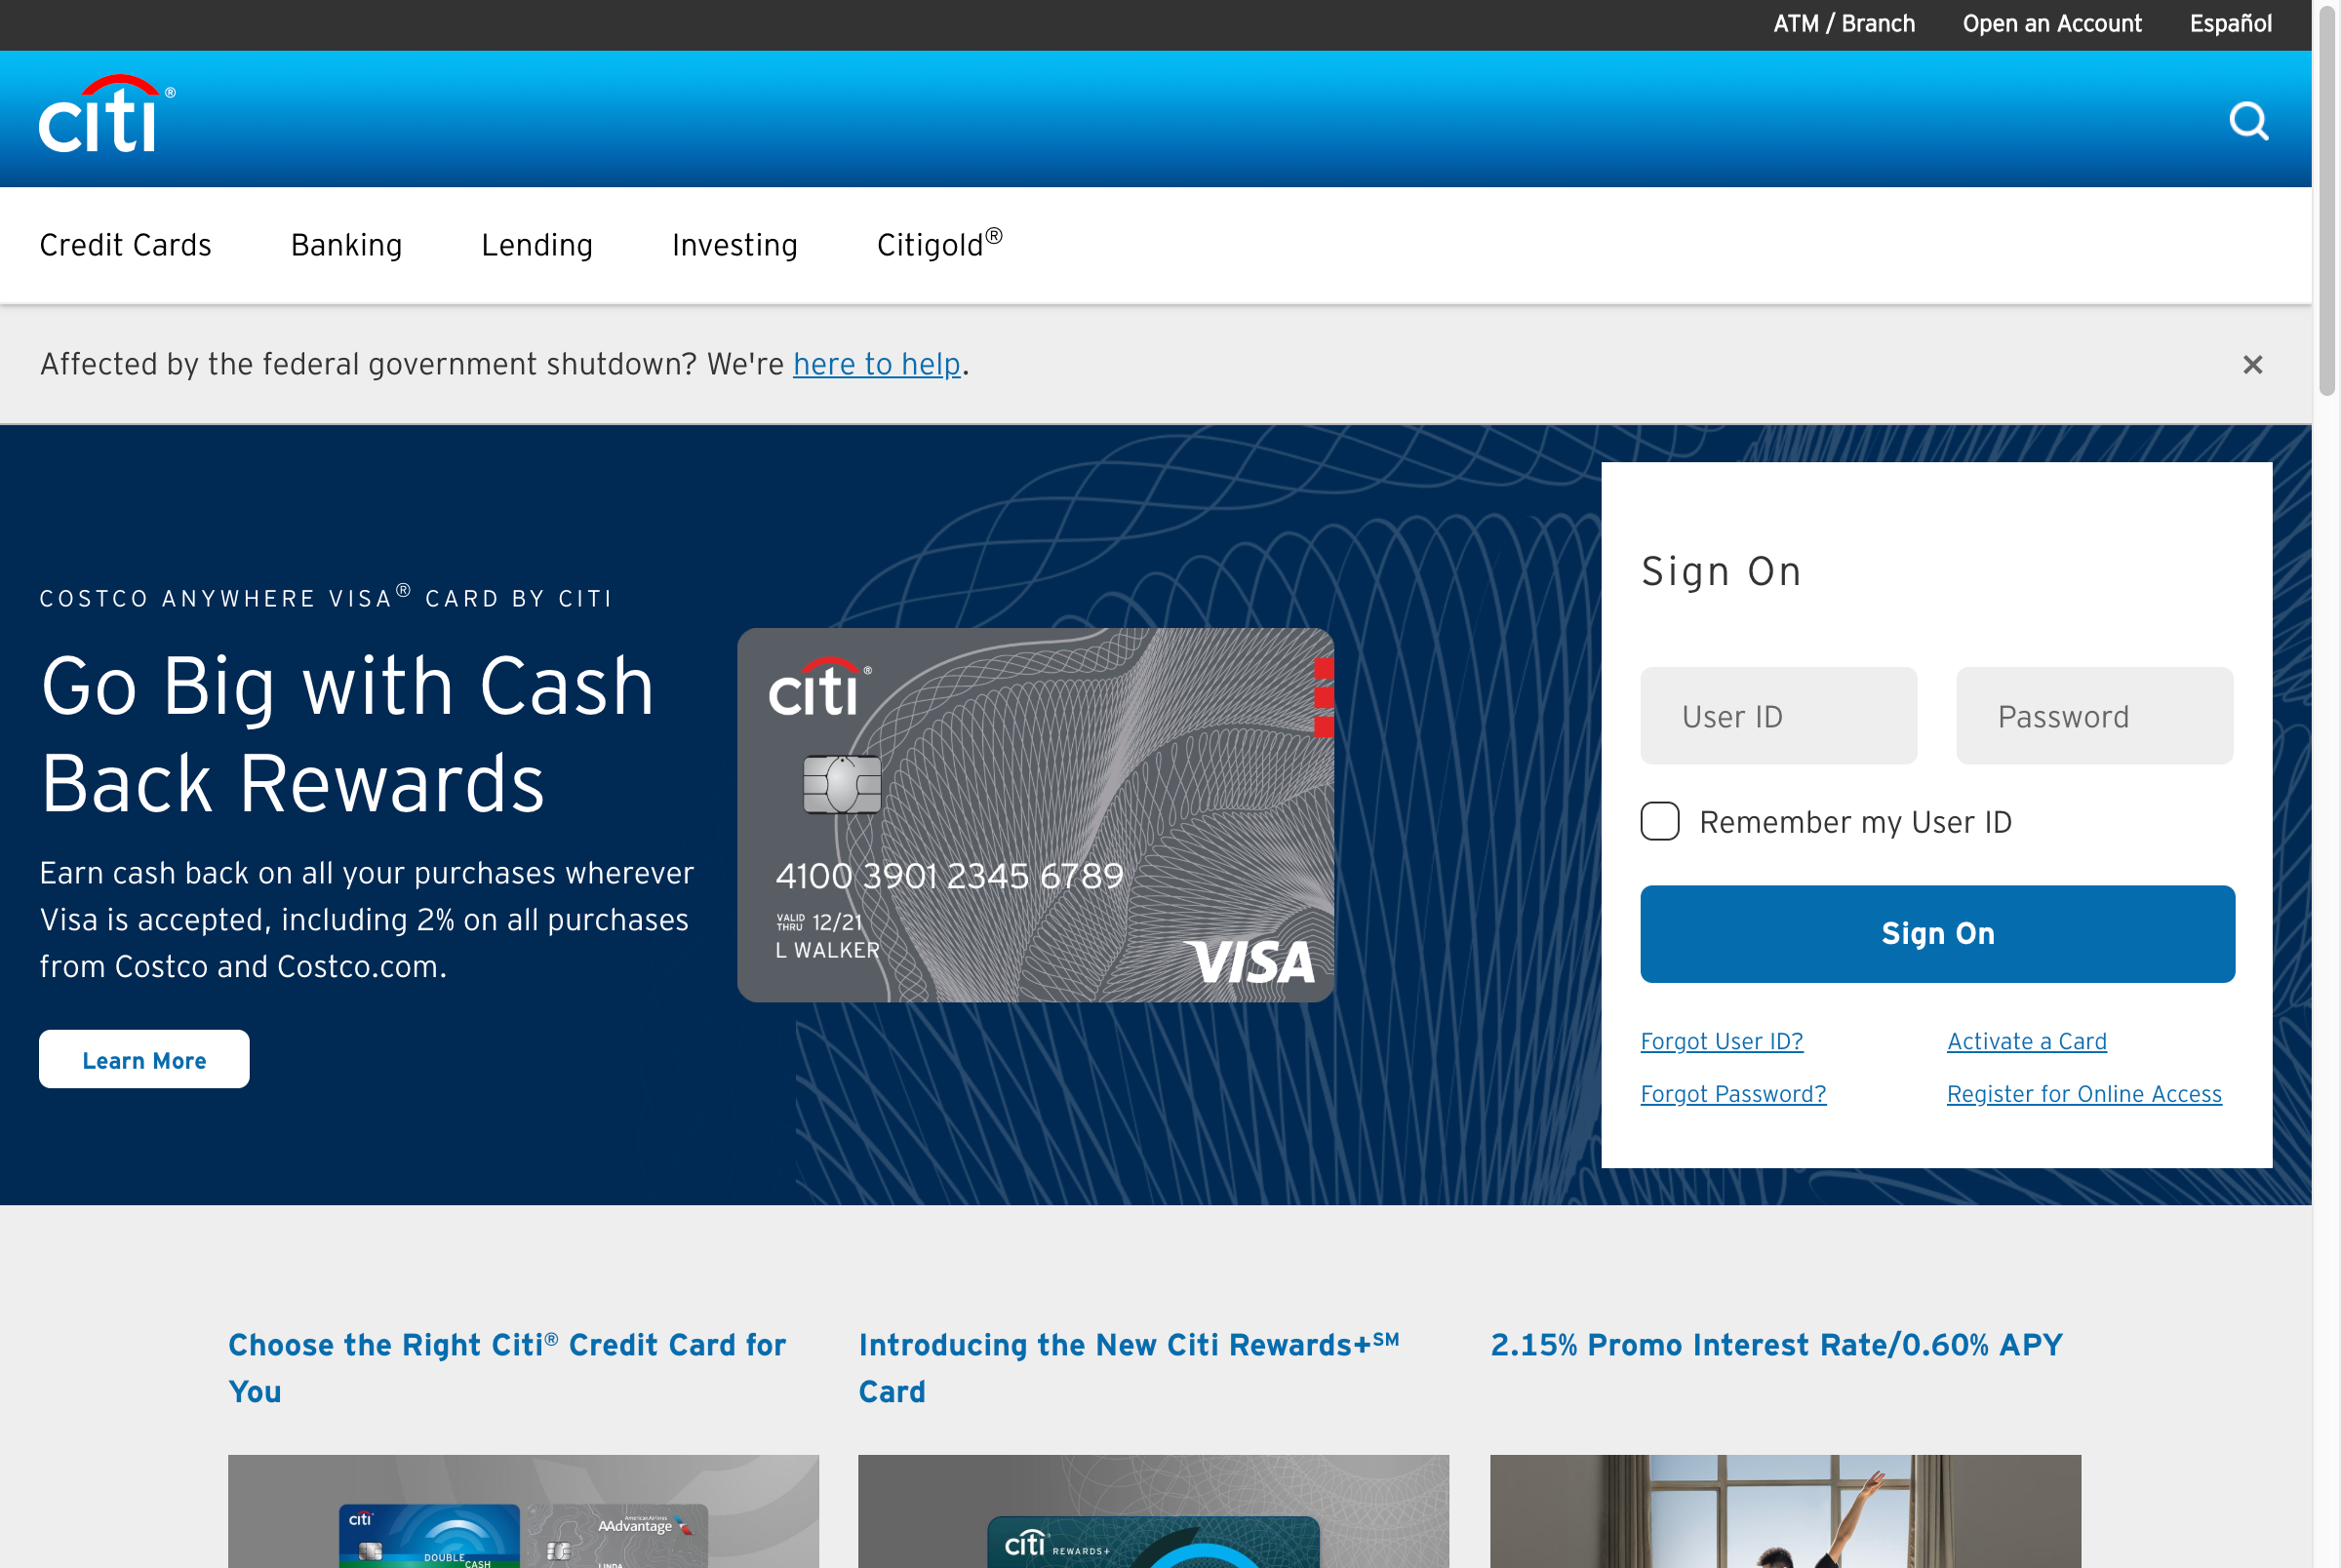 ATM / Branch
Open an Account
Español
citi®
Credit Cards
Banking
Lending
Investing
Citigold®
Affected by the federal government shutdown? We're here to help.
×
COSTCO ANYWHERE VISA® CARD BY CITI
Go Big with Cash
Back Rewards
Earn cash back on all your purchases wherever
Visa is accepted, including 2% on all purchases
from Costco and Costco.com.
Learn More
citi®
4100 3901 2345 6789
VALID
THRU 12/21
L WALKER
VISA
Sign On
User ID
Password
Remember my User ID
Sign On
Forgot User ID?
Activate a Card
Forgot Password?
Register for Online Access
Choose the Right Citi® Credit Card for
You
Introducing the New Citi Rewards+℠
Card
2.15% Promo Interest Rate/0.60% APY
citi
DOUBLE
CASH
AmericanAirlines
AAdvantage
LINDA
citi
REWARDS+